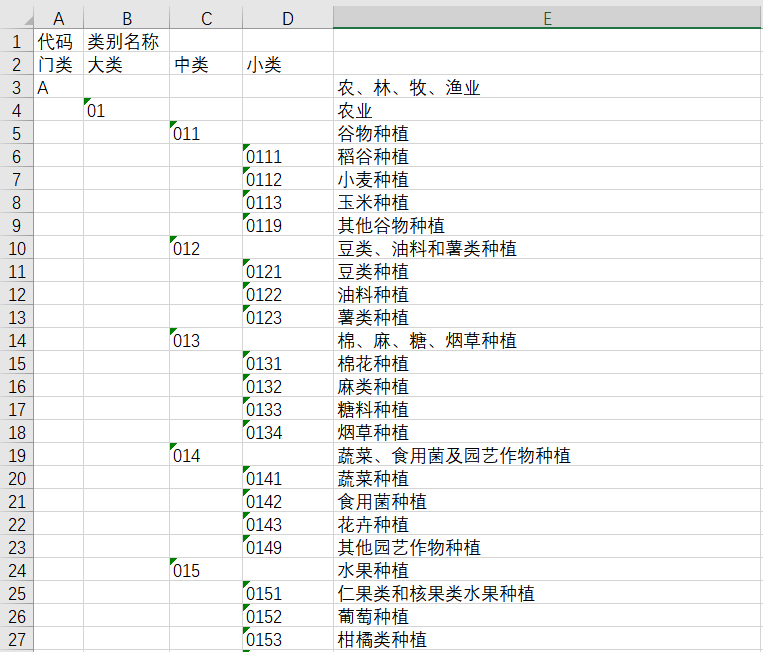 A B C D E
1 代码 类别名称
2 门类 大类 中类 小类
3 A 农、林、牧、渔业
4 01 农业
5 011 谷物种植
6 0111 稻谷种植
7 0112 小麦种植
8 0113 玉米种植
9 0119 其他谷物种植
10 012 豆类、油料和薯类种植
11 0121 豆类种植
12 0122 油料种植
13 0123 薯类种植
14 013 棉、麻、糖、烟草种植
15 0131 棉花种植
16 0132 麻类种植
17 0133 糖料种植
18 0134 烟草种植
19 014 蔬菜、食用菌及园艺作物种植
20 0141 蔬菜种植
21 0142 食用菌种植
22 0143 花卉种植
23 0149 其他园艺作物种植
24 015 水果种植
25 0151 仁果类和核果类水果种植
26 0152 葡萄种植
27 0153 柑橘类种植